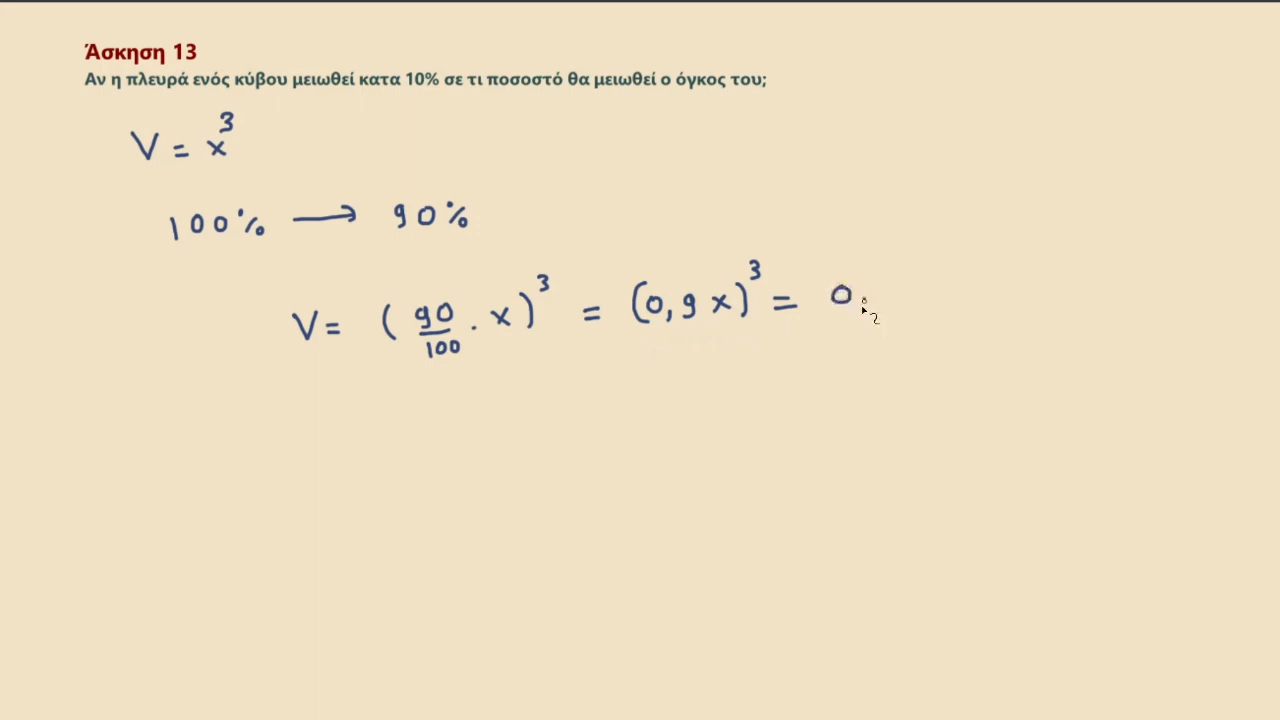 Άσκηση 13
Αν η πλευρά ενός κύβου μειωθεί κατα 10% σε τι ποσοστό θα μειωθεί ο όγκος του;
V = x³
100% → 90%
V = ( 90/100 . x )³ = (0,9 x)³ = 0